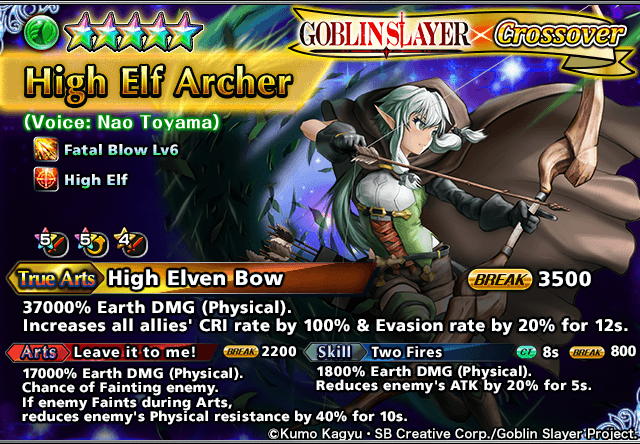 GOBLIN SLAYER × Crossover
High Elf Archer
(Voice: Nao Toyama)
Fatal Blow Lv6
High Elf
5 5 4
True Arts High Elven Bow BREAK 3500
37000% Earth DMG (Physical).
Increases all allies' CRI rate by 100% & Evasion rate by 20% for 12s.
Arts Leave it to me! BREAK 2200
17000% Earth DMG (Physical).
Chance of Fainting enemy.
If enemy Faints during Arts,
reduces enemy's Physical resistance by 40% for 10s.
Skill Two Fires CT 8s BREAK 800
1800% Earth DMG (Physical).
Reduces enemy's ATK by 20% for 5s.
©Kumo Kagyu・SB Creative Corp./Goblin Slayer Project.